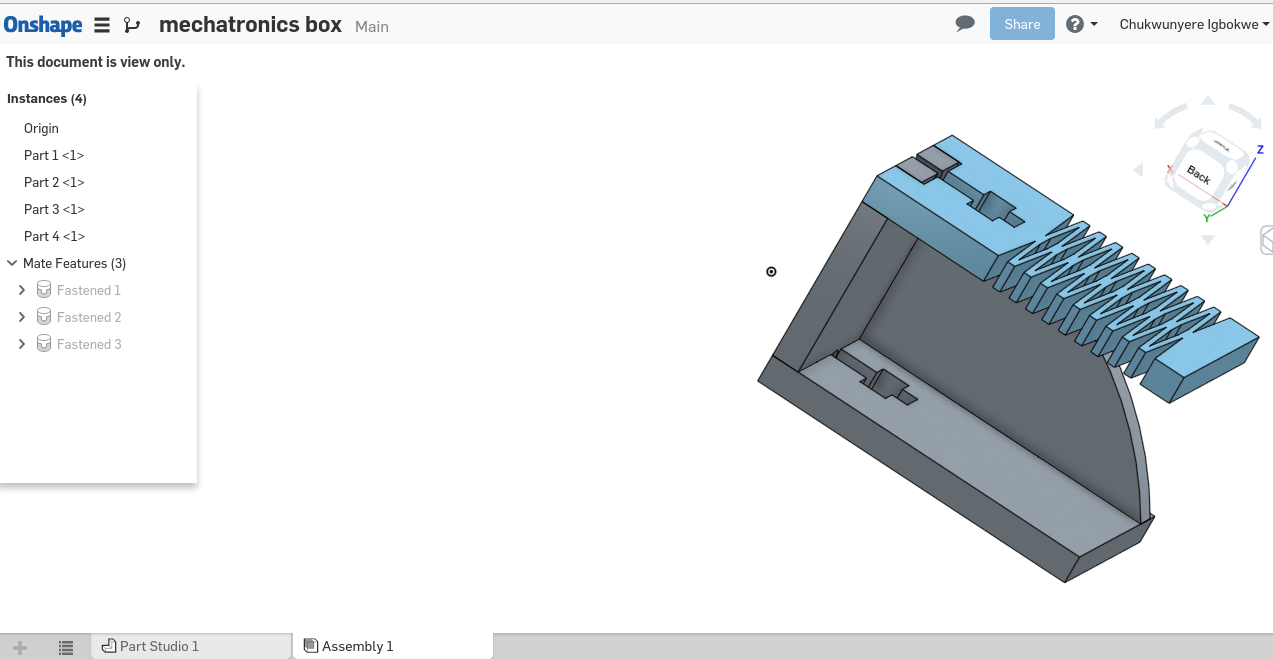 Onshape mechatronics box Main Share Chukwunyere Igbokwe
This document is view only.
Instances (4)
Origin
Part 1 <1>
Part 2 <1>
Part 3 <1>
Part 4 <1>
Mate Features (3)
Fastened 1
Fastened 2
Fastened 3
Z
X
Back
Y
Part Studio 1 Assembly 1